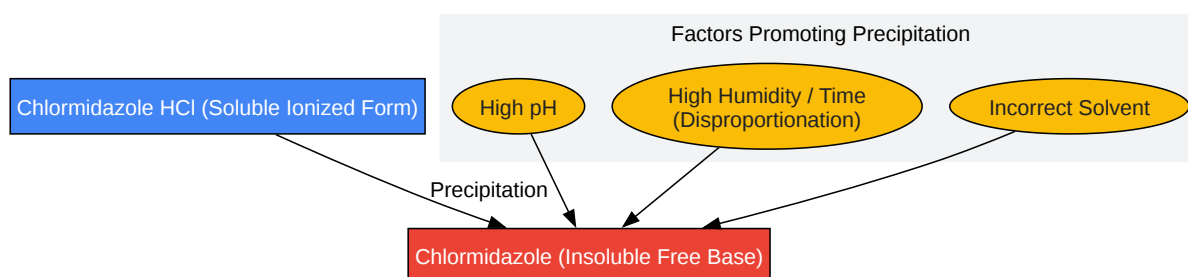 Factors Promoting Precipitation
Chlormidazole HCl (Soluble Ionized Form)
High pH
High Humidity / Time
(Disproportionation)
Incorrect Solvent
Precipitation
Chlormidazole (Insoluble Free Base)